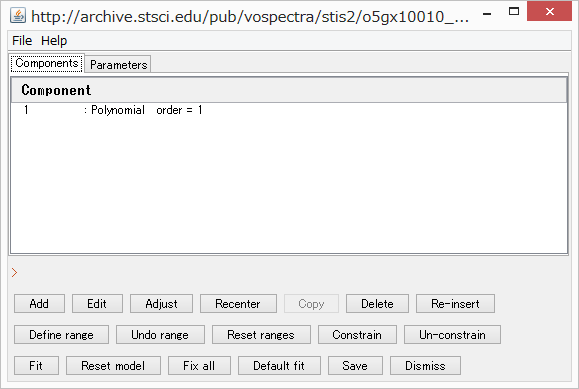 http://archive.stsci.edu/pub/vospectra/stis2/o5gx10010_...
File Help
Components Parameters
Component
1 : Polynomial order = 1
>
Add Edit Adjust Recenter Copy Delete Re-insert
Define range Undo range Reset ranges Constrain Un-constrain
Fit Reset model Fix all Default fit Save Dismiss